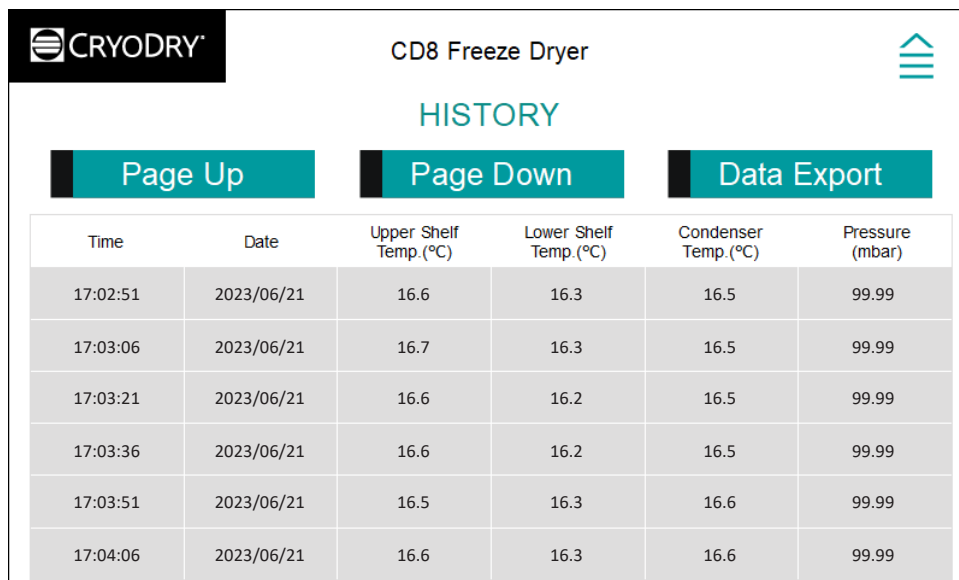 CRYODRY
CD8 Freeze Dryer
HISTORY
Page Up Page Down Data Export
Time Date Upper Shelf Temp.(ºC) Lower Shelf Temp.(ºC) Condenser Temp.(ºC) Pressure (mbar)
17:02:51 2023/06/21 16.6 16.3 16.5 99.99
17:03:06 2023/06/21 16.7 16.3 16.5 99.99
17:03:21 2023/06/21 16.6 16.2 16.5 99.99
17:03:36 2023/06/21 16.6 16.2 16.5 99.99
17:03:51 2023/06/21 16.5 16.3 16.6 99.99
17:04:06 2023/06/21 16.6 16.3 16.6 99.99